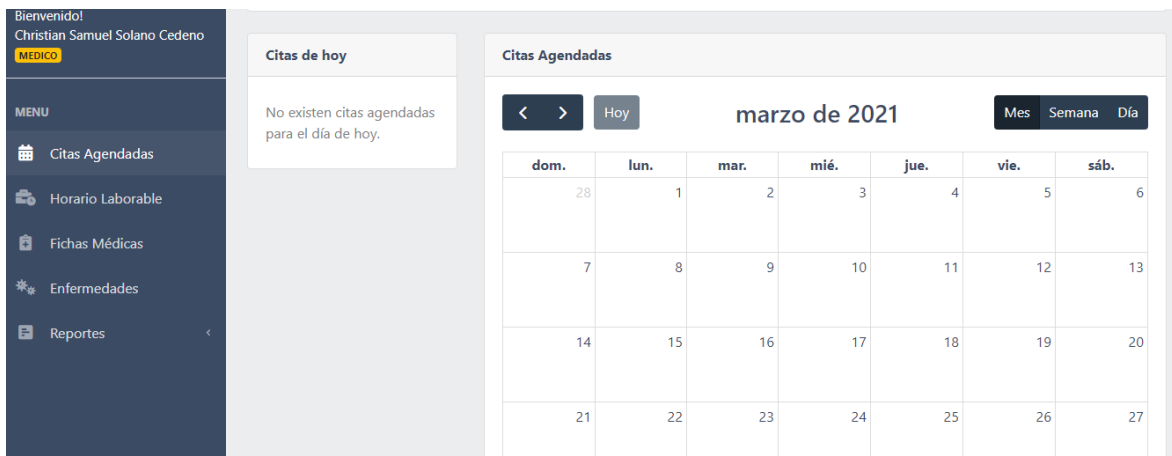 Bienvenido!
Christian Samuel Solano Cedeno
MEDICO
MENU
Citas Agendadas
Horario Laborable
Fichas Médicas
Enfermedades
Reportes
Citas de hoy
No existen citas agendadas
para el día de hoy.
Citas Agendadas
Hoy
marzo de 2021
Mes Semana Día
dom. lun. mar. mié. jue. vie. sáb.
28 1 2 3 4 5 6
7 8 9 10 11 12 13
14 15 16 17 18 19 20
21 22 23 24 25 26 27